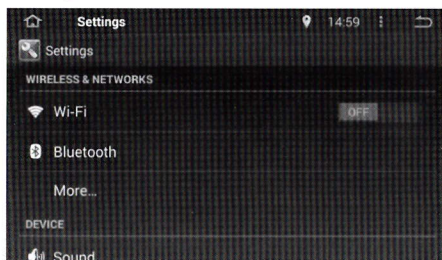 Settings
14:59
Settings
WIRELESS & NETWORKS
Wi-Fi
OFF
Bluetooth
More...
DEVICE
Sound